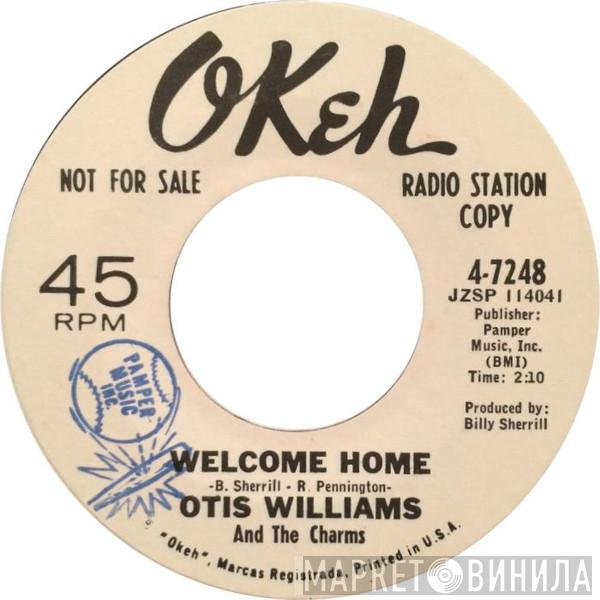 OKeh
NOT FOR SALE
RADIO STATION
COPY
45
RPM
4-7248
JZSP 114041
Publisher:
Pamper
Music, Inc.
(BMI)
Time: 2:10
Produced by:
Billy Sherrill
PAMPER
MUSIC
INC.
WELCOME HOME
-B. Sherrill - R. Pennington-
OTIS WILLIAMS
And The Charms
® "Okeh", Marcas Registrada, Printed in U.S.A.
МАРКЕТ ВИНИЛА